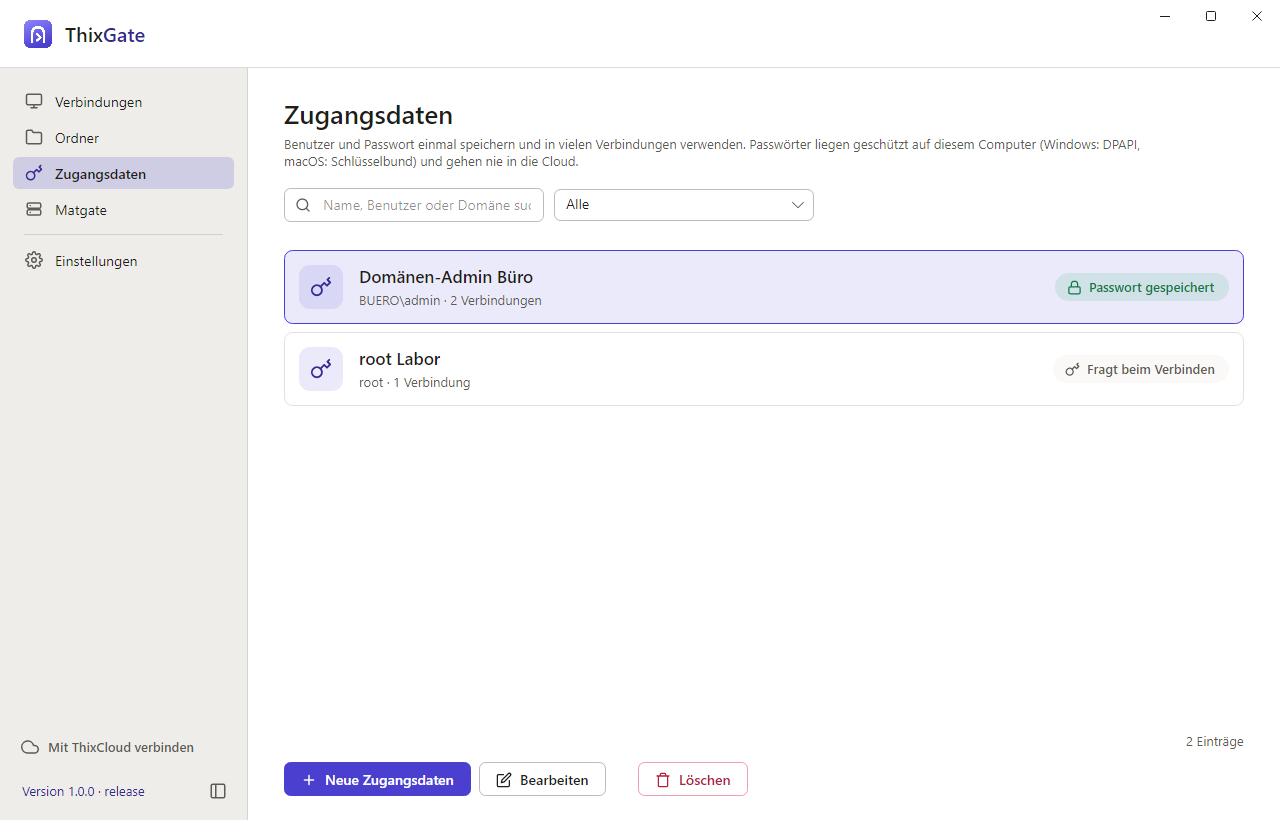 ThixGate
Verbindungen
Ordner
Zugangsdaten
Matgate
Einstellungen
Mit ThixCloud verbinden
Version 1.0.0 · release
Zugangsdaten
Benutzer und Passwort einmal speichern und in vielen Verbindungen verwenden. Passwörter liegen geschützt auf diesem Computer (Windows: DPAPI,
macOS: Schlüsselbund) und gehen nie in die Cloud.
Name, Benutzer oder Domäne suc
Alle
Domänen-Admin Büro
BUERO\admin · 2 Verbindungen
Passwort gespeichert
root Labor
root · 1 Verbindung
Fragt beim Verbinden
2 Einträge
Neue Zugangsdaten
Bearbeiten
Löschen